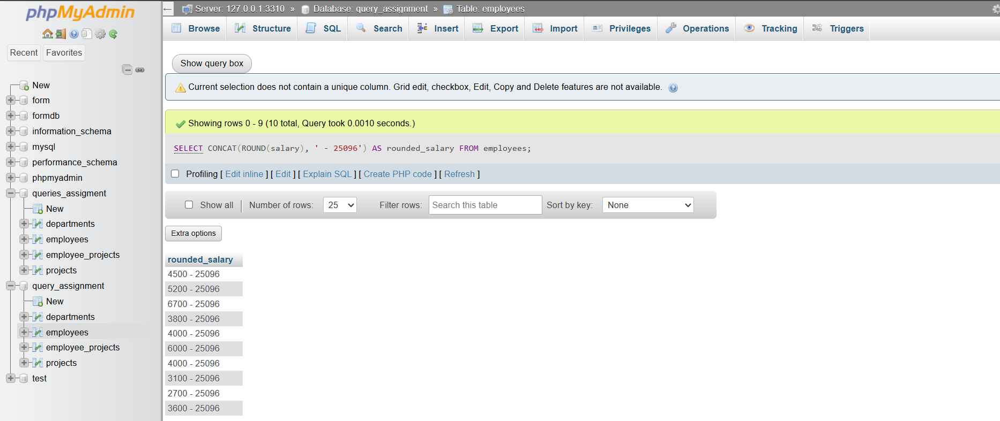 phpMyAdmin
Recent Favorites
New
form
formdb
information_schema
mysql
performance_schema
phpmyadmin
queries_assigment
New
departments
employees
employee_projects
projects
query_assignment
New
departments
employees
employee_projects
projects
test
Server: 127.0.0.1:3310 » Database: query_assignment » Table: employees
Browse Structure SQL Search Insert Export Import Privileges Operations Tracking Triggers
Show query box
Current selection does not contain a unique column. Grid edit, checkbox, Edit, Copy and Delete features are not available.
Showing rows 0 - 9 (10 total, Query took 0.0010 seconds.)
SELECT CONCAT(ROUND(salary), ' - 25096') AS rounded_salary FROM employees;
Profiling [ Edit inline ] [ Edit ] [ Explain SQL ] [ Create PHP code ] [ Refresh ]
Show all | Number of rows: 25 Filter rows: Search this table Sort by key: None
Extra options
rounded_salary
4500 - 25096
5200 - 25096
6700 - 25096
3800 - 25096
4000 - 25096
6000 - 25096
4000 - 25096
3100 - 25096
2700 - 25096
3600 - 25096